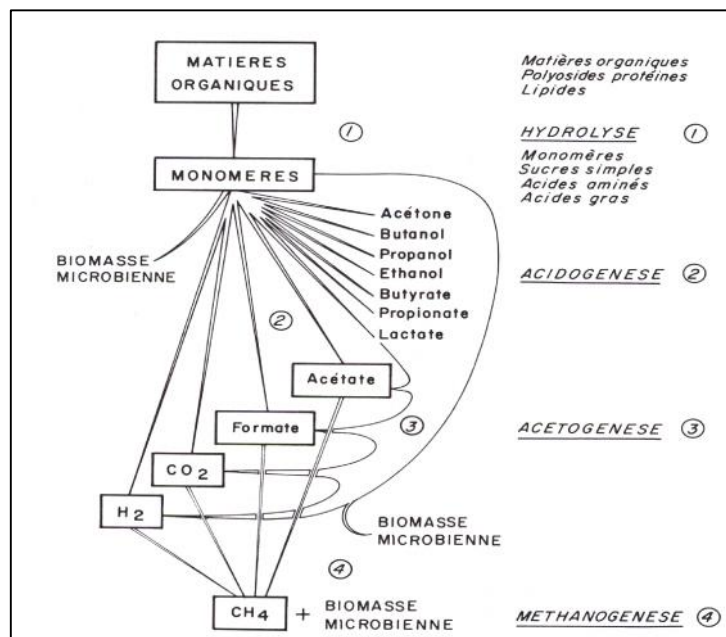 MATIERES
ORGANIQUES
Matières organiques
Polyosides protéines
Lipides
①
HYDROLYSE ①
MONOMERES
Monomères
Sucres simples
Acides aminés
Acides gras
Acétone
Butanol
Propanol
Ethanol
Butyrate
Propionate
Lactate
BIOMASSE
MICROBIENNE
ACIDOGENESE ②
②
Acétate
Formate
③
ACETOGENESE ③
CO2
H2
BIOMASSE
MICROBIENNE
④
CH4 + BIOMASSE
MICROBIENNE
METHANOGENESE ④